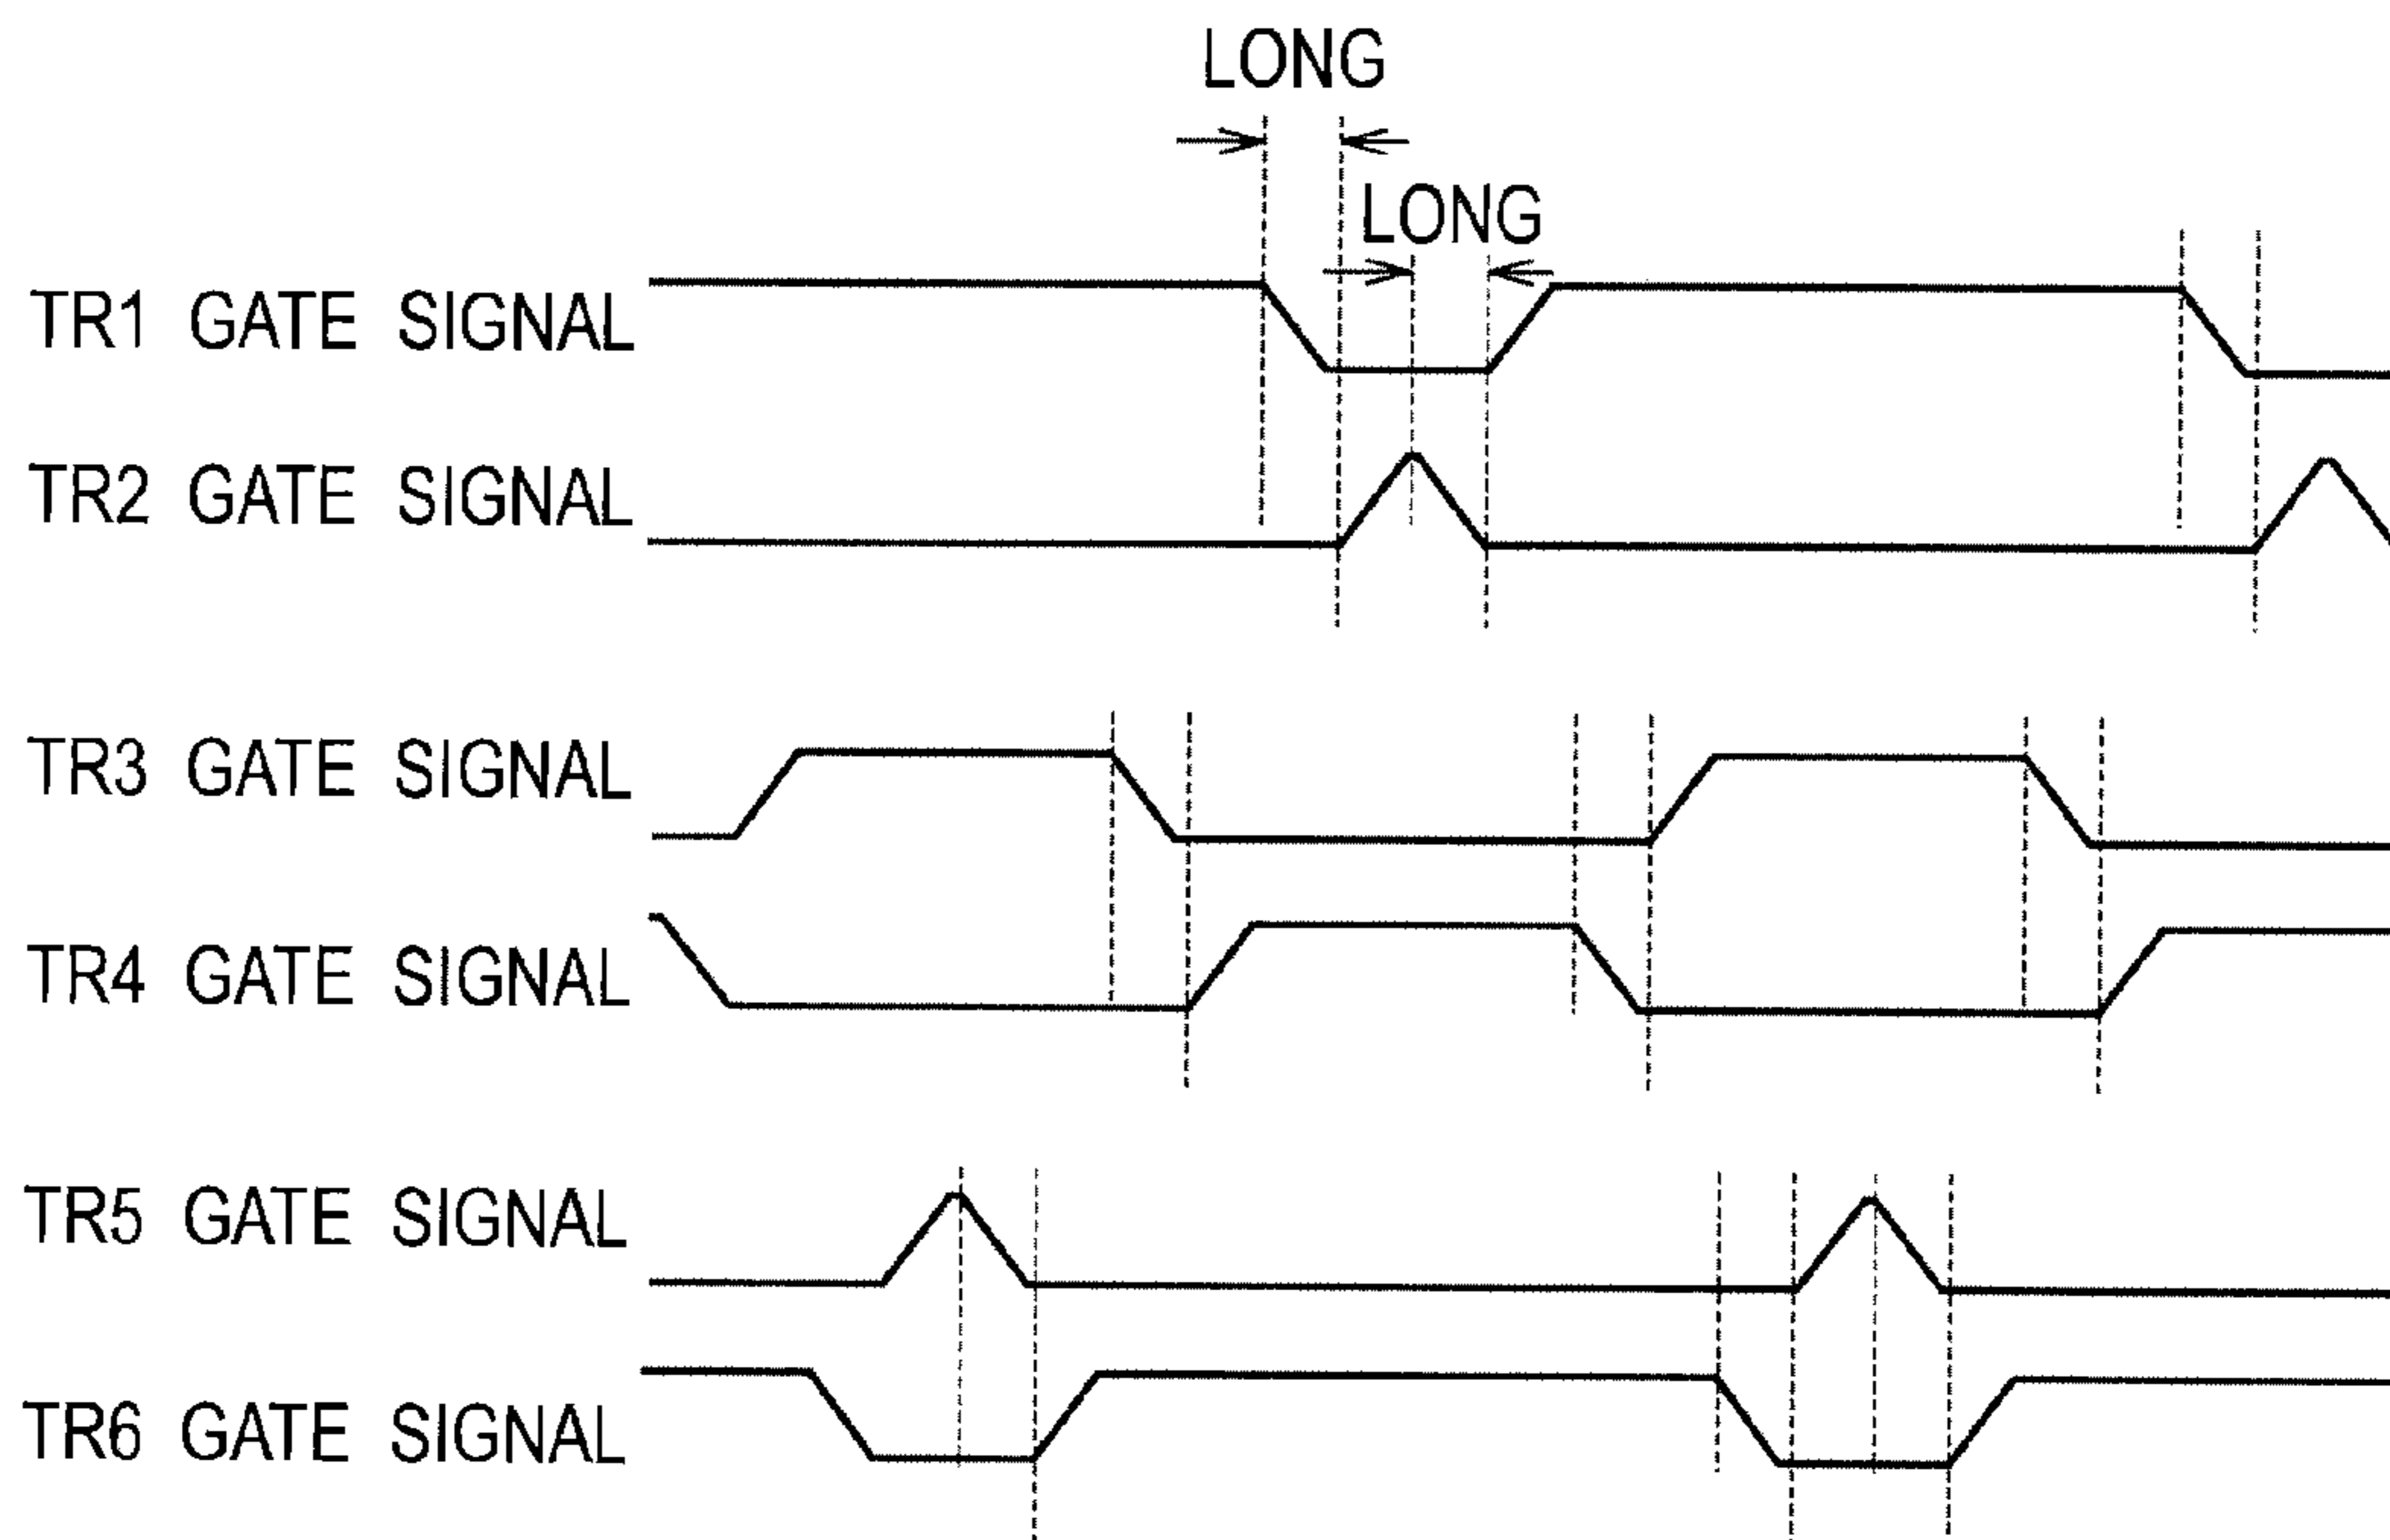 LONG
LONG
TR1 GATE SIGNAL
TR2 GATE SIGNAL
TR3 GATE SIGNAL
TR4 GATE SIGNAL
TR5 GATE SIGNAL
TR6 GATE SIGNAL